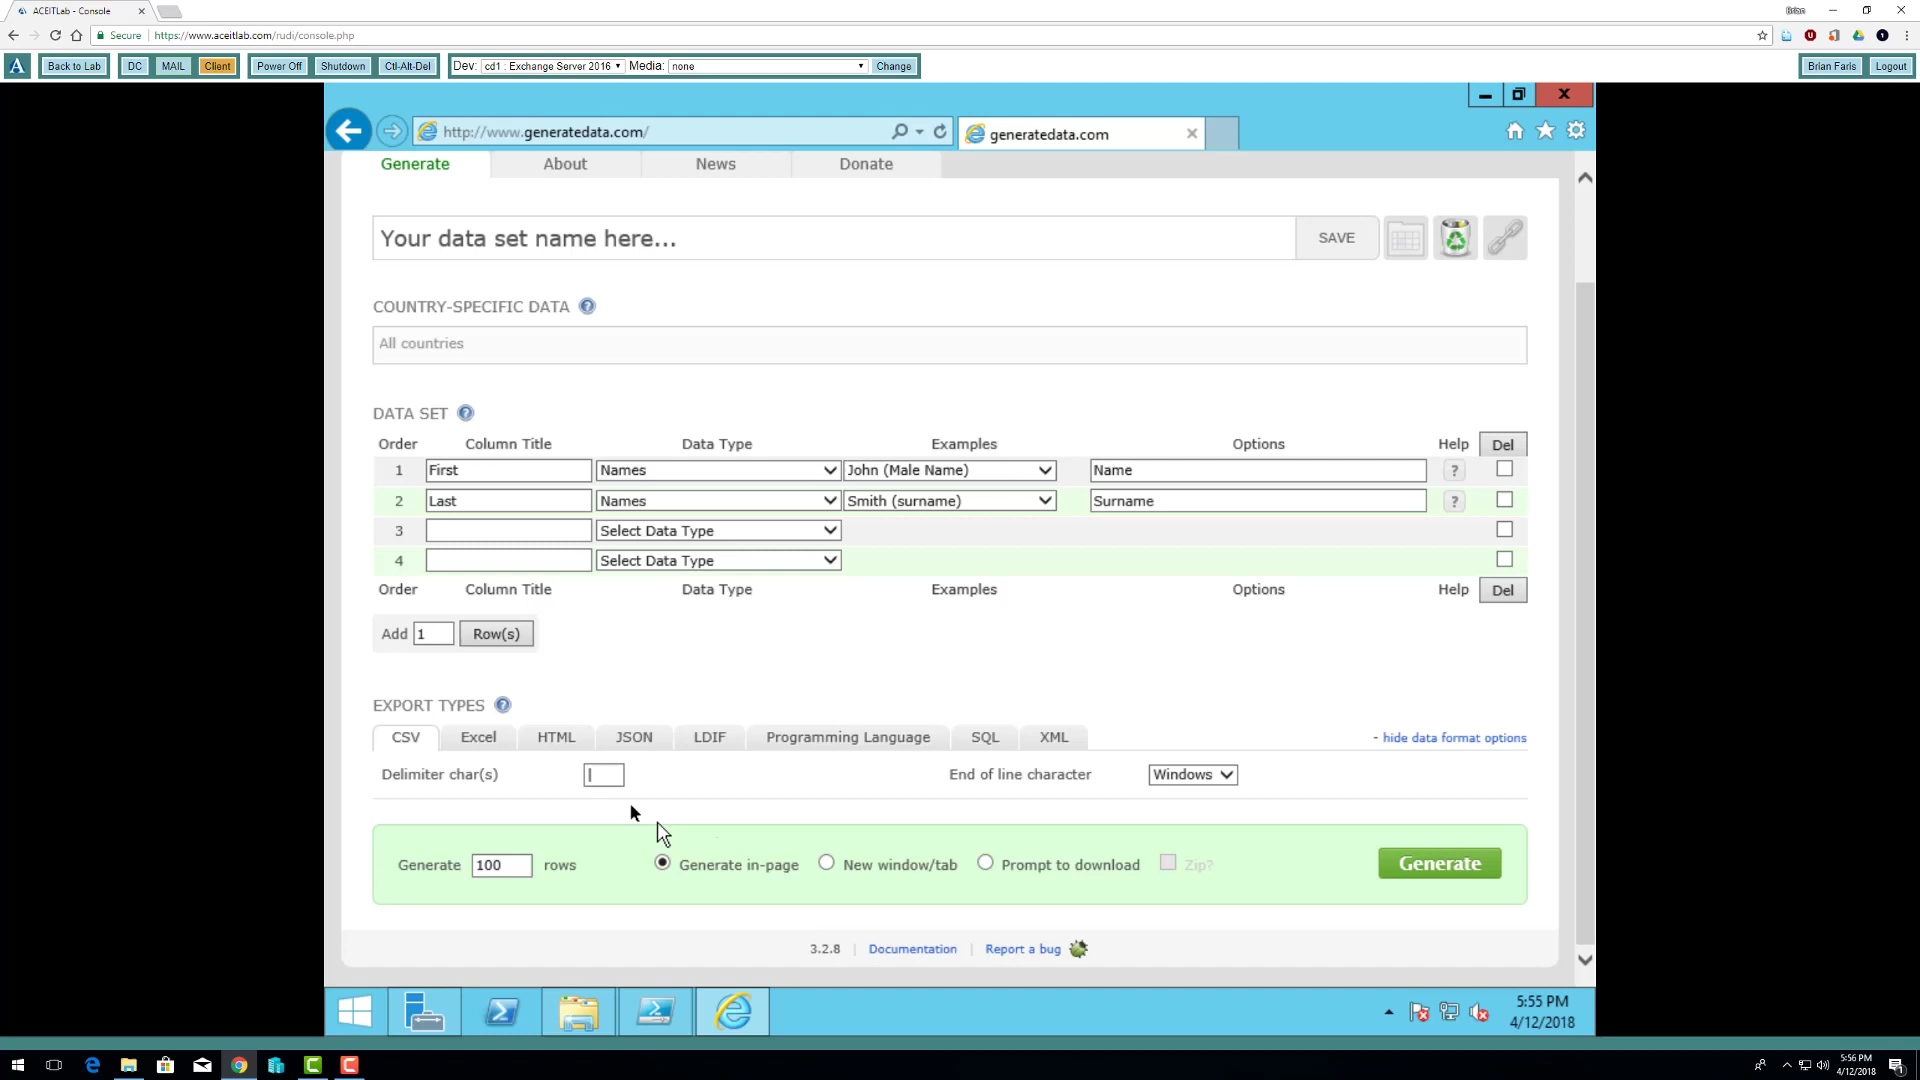 ACEITLab - Console
Brian
Secure https://www.aceitlab.com/rudi/console.php
Back to Lab DC MAIL Client Power Off Shutdown Ctl-Alt-Del Dev: cd1 : Exchange Server 2016 Media: none Change Brian Faris Logout
http://www.generatedata.com/ generatedata.com
Generate About News Donate
Your data set name here... SAVE
COUNTRY-SPECIFIC DATA ?
All countries
DATA SET ?
Order Column Title Data Type Examples Options Help Del
1 First Names John (Male Name) Name ?
2 Last Names Smith (surname) Surname ?
3 Select Data Type
4 Select Data Type
Order Column Title Data Type Examples Options Help Del
Add 1 Row(s)
EXPORT TYPES ?
CSV Excel HTML JSON LDIF Programming Language SQL XML - hide data format options
Delimiter char(s) | End of line character Windows
Generate 100 rows Generate in-page New window/tab Prompt to download Zip? Generate
3.2.8 | Documentation | Report a bug
5:55 PM
4/12/2018
5:56 PM
4/12/2018